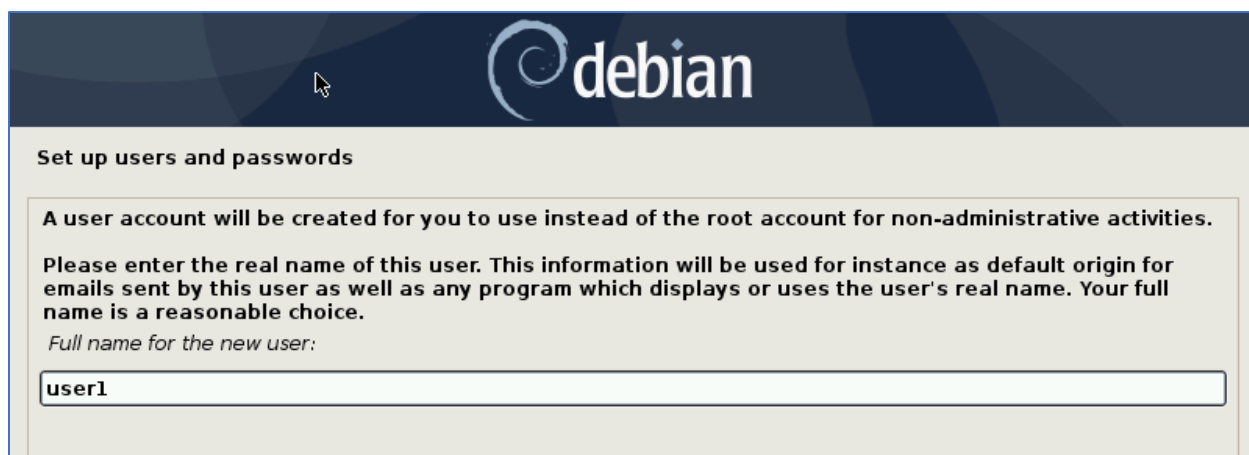 debian
Set up users and passwords
A user account will be created for you to use instead of the root account for non-administrative activities.
Please enter the real name of this user. This information will be used for instance as default origin for
emails sent by this user as well as any program which displays or uses the user's real name. Your full
name is a reasonable choice.
Full name for the new user:
user1